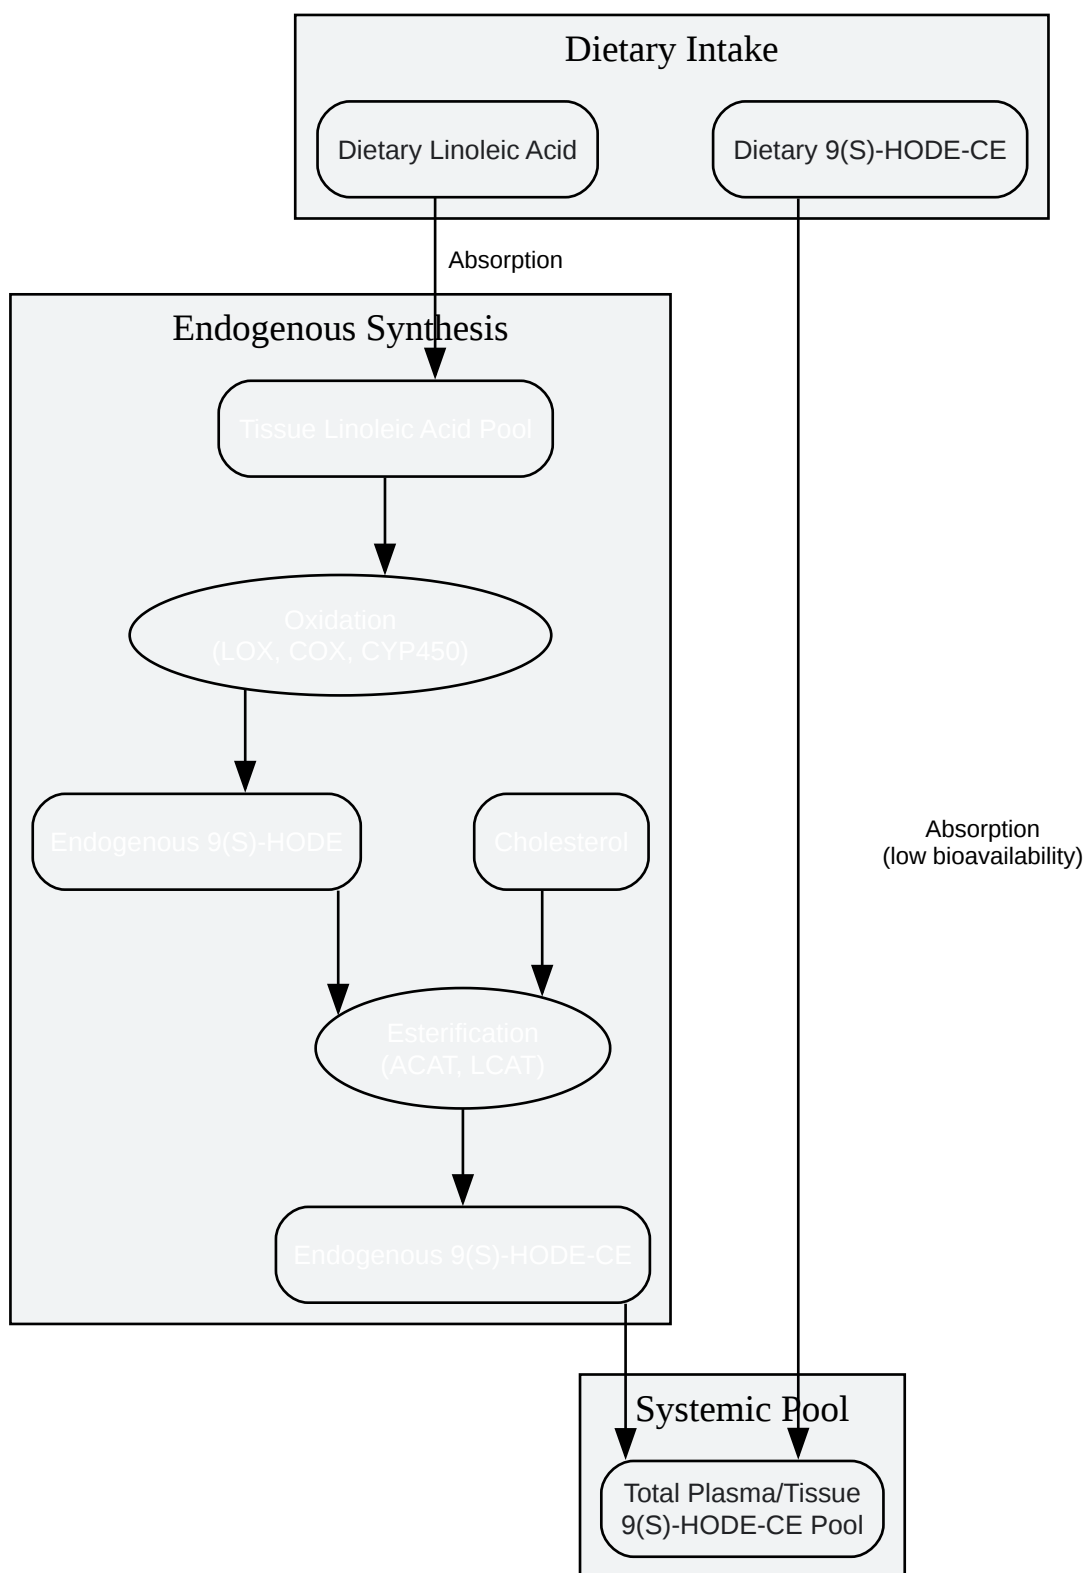 Dietary Intake
Dietary Linoleic Acid
Dietary 9(S)-HODE-CE
Absorption
Endogenous Synthesis
Tissue Linoleic Acid Pool
Oxidation
(LOX, COX, CYP450)
Endogenous 9(S)-HODE
Cholesterol
Absorption
(low bioavailability)
Esterification
(ACAT, LCAT)
Endogenous 9(S)-HODE-CE
Systemic Pool
Total Plasma/Tissue
9(S)-HODE-CE Pool